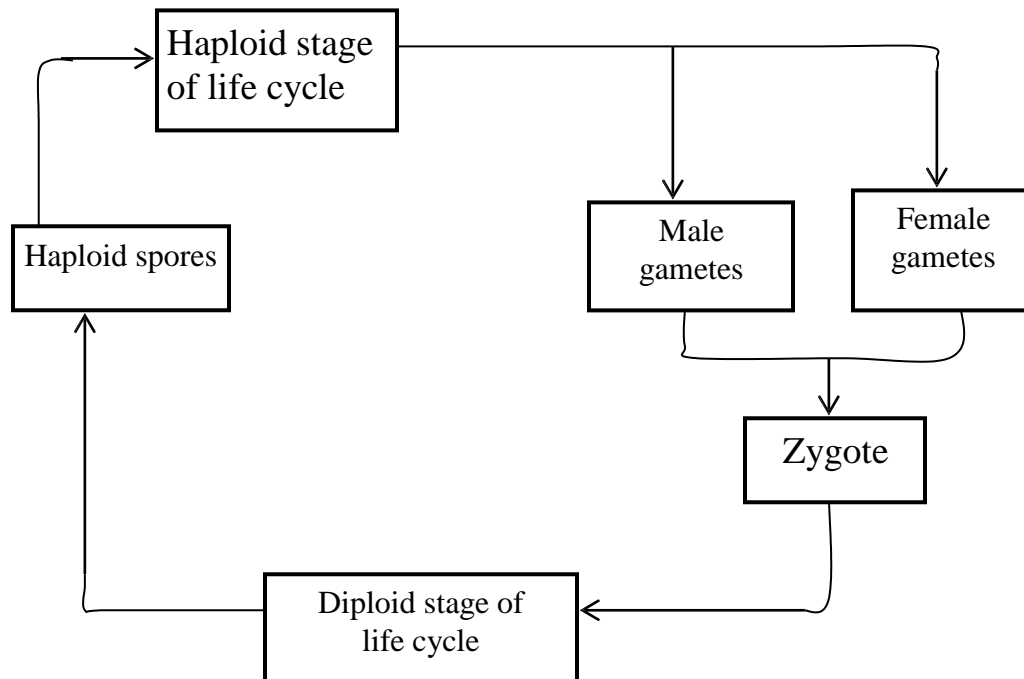 Haploid stage
of life cycle
Male
gametes
Female
gametes
Haploid spores
Zygote
Diploid stage of
life cycle